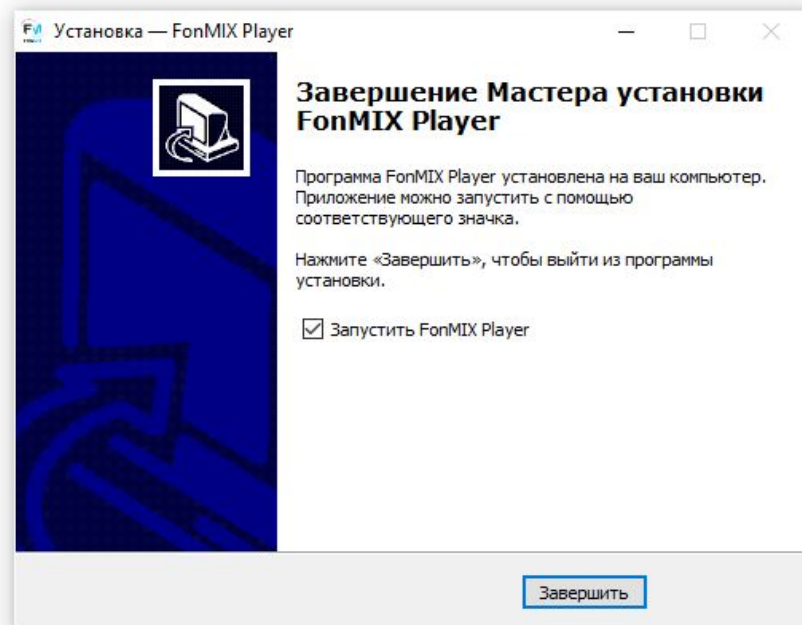 Установка — FonMIX Player
Завершение Мастера установки
FonMIX Player
Программа FonMIX Player установлена на ваш компьютер.
Приложение можно запустить с помощью
соответствующего значка.
Нажмите «Завершить», чтобы выйти из программы
установки.
Запустить FonMIX Player
Завершить